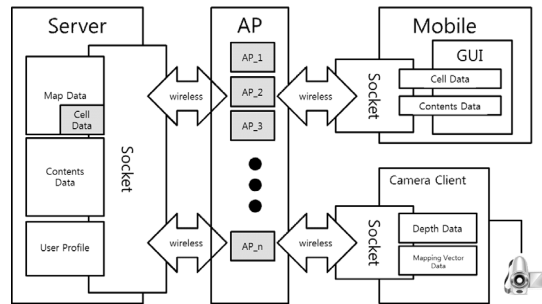 Server
Map Data
Cell
Data
Contents
Data
User Profile
Socket
wireless
wireless
AP
AP_1
AP_2
AP_3
AP_n
wireless
wireless
Mobile
Socket
GUI
Cell Data
Contents Data
Camera Client
Socket
Depth Data
Mapping Vector
Data